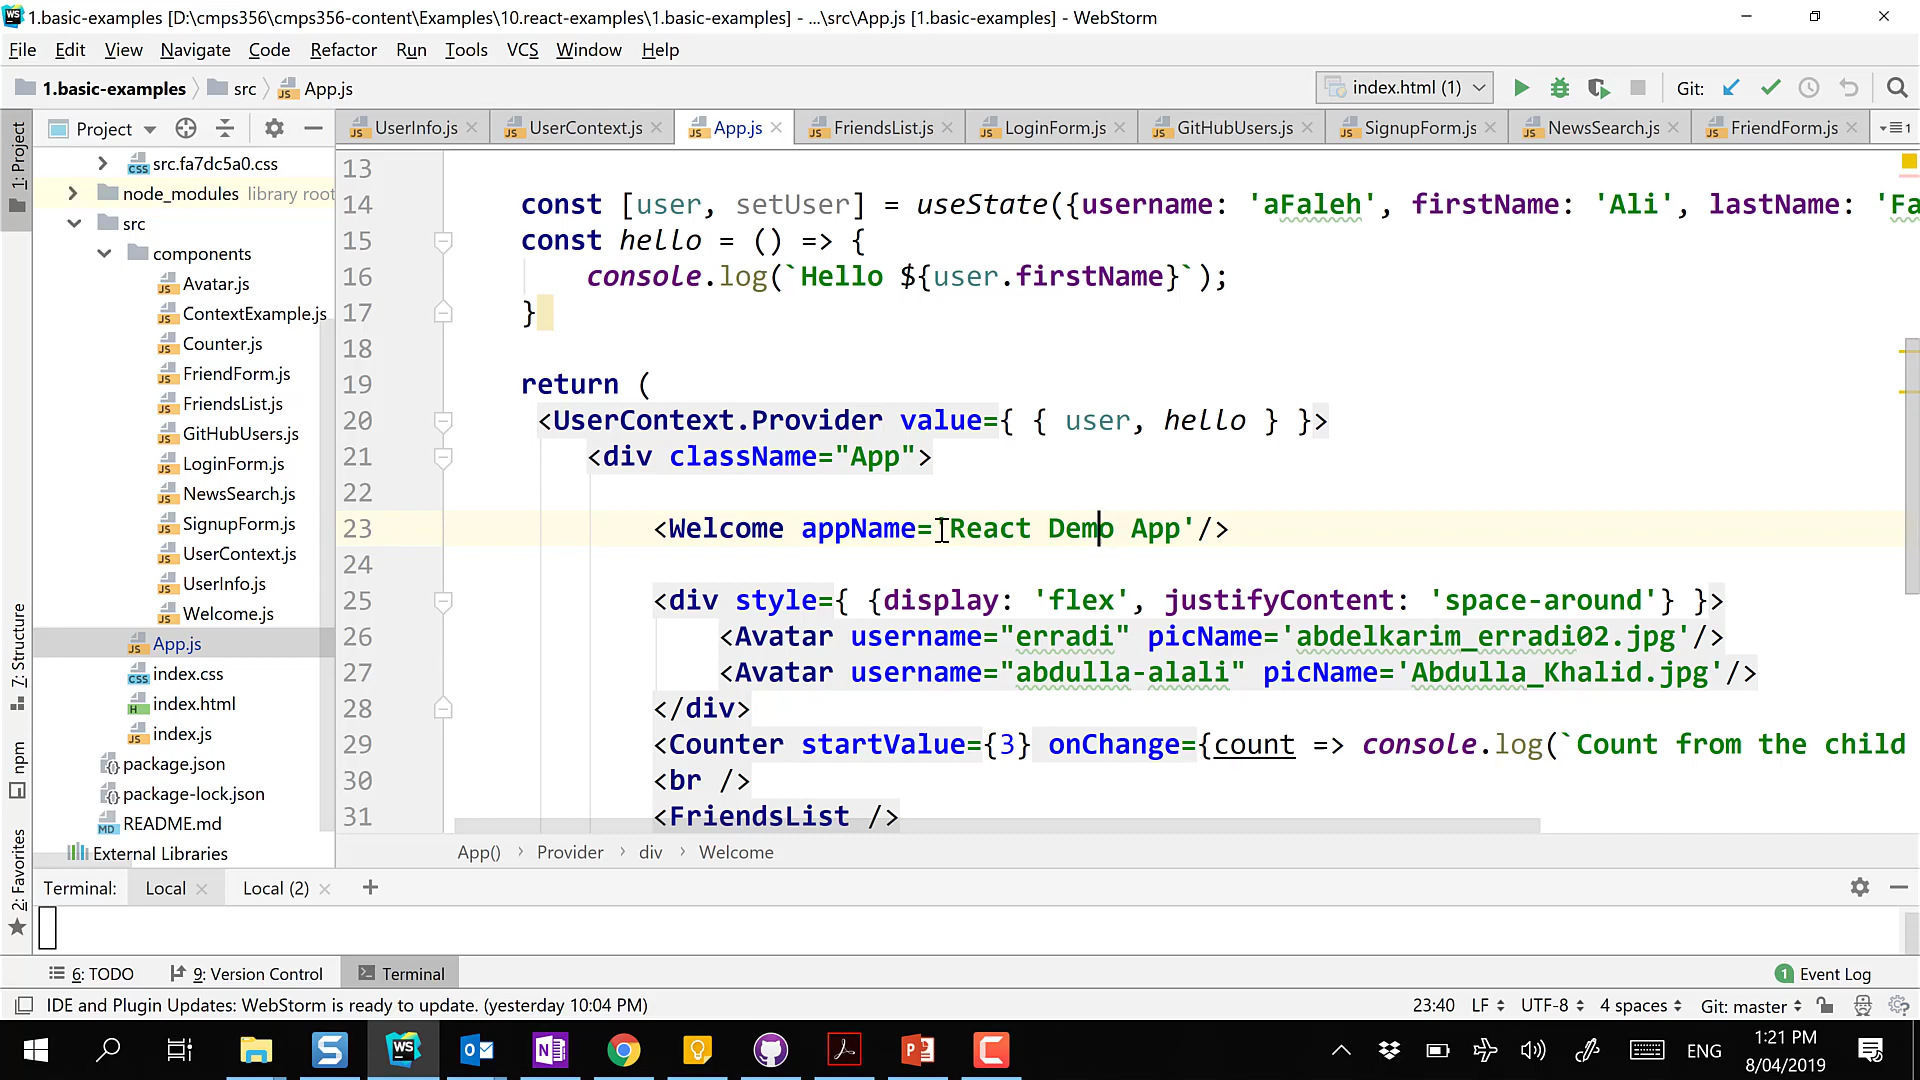 1.basic-examples [D:\cmps356\cmps356-content\Examples\10.react-examples\1.basic-examples] - ...\src\App.js [1.basic-examples] - WebStorm
File Edit View Navigate Code Refactor Run Tools VCS Window Help
1.basic-examples src App.js index.html (1) Git:
Project UserInfo.js UserContext.js App.js FriendsList.js LoginForm.js GitHubUsers.js SignupForm.js NewsSearch.js FriendForm.js 1
1: Project
7: Structure
npm
2: Favorites
src.fa7dc5a0.css
node_modules library root
src
components
Avatar.js
ContextExample.js
Counter.js
FriendForm.js
FriendsList.js
GitHubUsers.js
LoginForm.js
NewsSearch.js
SignupForm.js
UserContext.js
UserInfo.js
Welcome.js
App.js
index.css
index.html
index.js
package.json
package-lock.json
README.md
External Libraries
13
14 const [user, setUser] = useState({username: 'aFaleh', firstName: 'Ali', lastName: 'Fa
15 const hello = () => {
16 console.log(`Hello ${user.firstName}`);
17 }
18
19 return (
20 <UserContext.Provider value={ { user, hello } }>
21 <div className="App">
22
23 <Welcome appName='React Demo App'/>
24
25 <div style={ {display: 'flex', justifyContent: 'space-around'} }>
26 <Avatar username="erradi" picName='abdelkarim_erradi02.jpg'/>
27 <Avatar username="abdulla-alali" picName='Abdulla_Khalid.jpg'/>
28 </div>
29 <Counter startValue={3} onChange={count => console.log(`Count from the child
30 <br />
31 <FriendsList />
App() Provider div Welcome
Terminal: Local Local (2)
6: TODO 9: Version Control Terminal 1 Event Log
IDE and Plugin Updates: WebStorm is ready to update. (yesterday 10:04 PM) 23:40 LF UTF-8 4 spaces Git: master
ENG 1:21 PM
8/04/2019